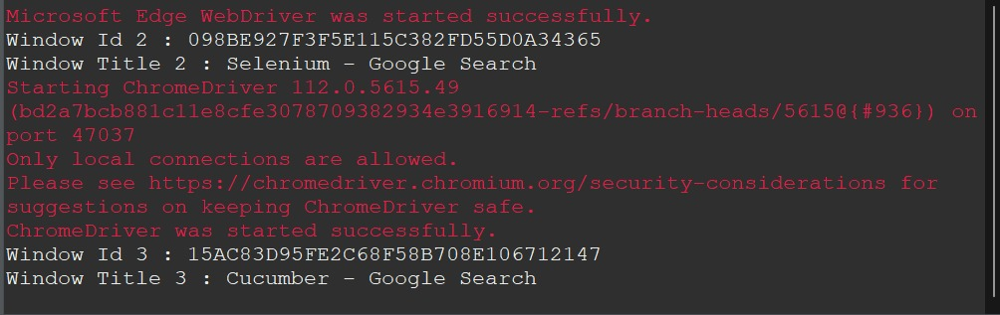 Microsoft Edge WebDriver was started successfully.
Window Id 2 : 098BE927F3F5E115C382FD55D0A34365
Window Title 2 : Selenium - Google Search
Starting ChromeDriver 112.0.5615.49
(bd2a7bcb881c11e8cfe3078709382934e3916914-refs/branch-heads/5615@{#936}) on
port 47037
Only local connections are allowed.
Please see https://chromedriver.chromium.org/security-considerations for
suggestions on keeping ChromeDriver safe.
ChromeDriver was started successfully.
Window Id 3 : 15AC83D95FE2C68F58B708E106712147
Window Title 3 : Cucumber - Google Search